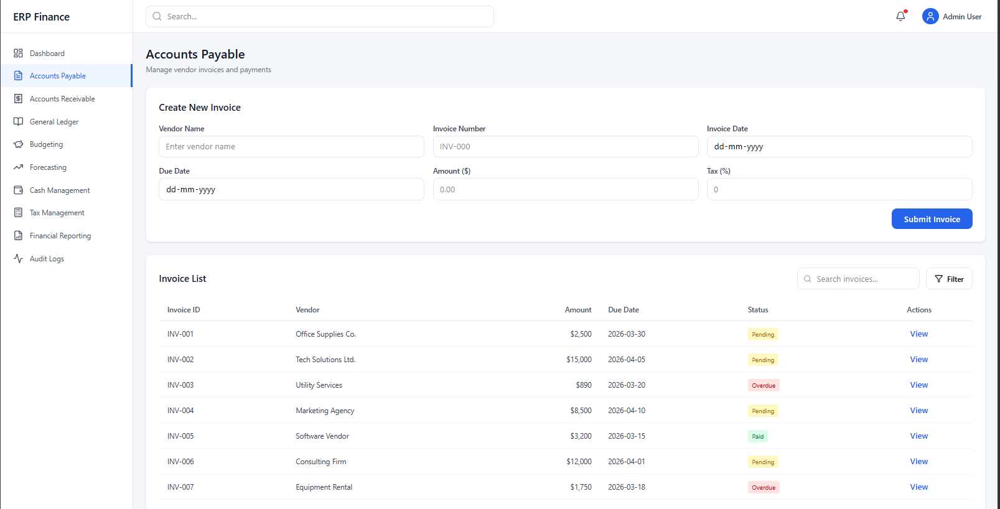 ERP Finance
Search...
Admin User
Dashboard
Accounts Payable
Accounts Receivable
General Ledger
Budgeting
Forecasting
Cash Management
Tax Management
Financial Reporting
Audit Logs
Accounts Payable
Manage vendor invoices and payments
Create New Invoice
Vendor Name Invoice Number Invoice Date
Enter vendor name INV-000 dd-mm-yyyy
Due Date Amount ($) Tax (%)
dd-mm-yyyy 0.00 0
Submit Invoice
Invoice List Search invoices... Filter
Invoice ID Vendor Amount Due Date Status Actions
INV-001 Office Supplies Co. $2,500 2026-03-30 Pending View
INV-002 Tech Solutions Ltd. $15,000 2026-04-05 Pending View
INV-003 Utility Services $890 2026-03-20 Overdue View
INV-004 Marketing Agency $8,500 2026-04-10 Pending View
INV-005 Software Vendor $3,200 2026-03-15 Paid View
INV-006 Consulting Firm $12,000 2026-04-01 Pending View
INV-007 Equipment Rental $1,750 2026-03-18 Overdue View